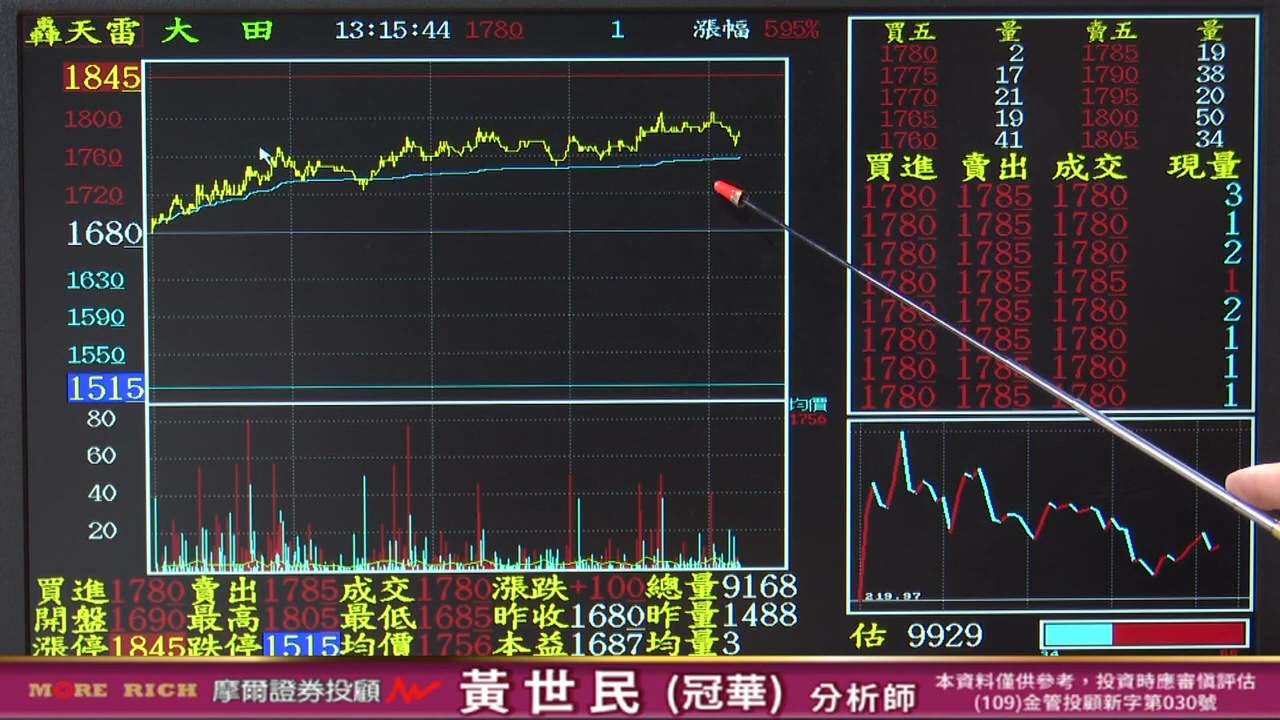 轟天雷 大田 13:15:44 1780 1 漲幅 5.95%
買五 量 賣五 量
1780 2 1785 19
1775 17 1790 38
1770 21 1795 20
1765 19 1800 50
1760 41 1805 34
買進 賣出 成交 現量
1780 1785 1780 3
1780 1785 1780 1
1780 1785 1780 2
1780 1785 1785 1
1780 1785 1780 2
1780 1785 1780 1
1780 1785 1780 1
1780 1785 1780 1
1845
1800
1760
1720
1680
1630
1590
1550
1515
80
60
40
20
均價
1756
219.97
買進1780賣出1785成交1780漲跌+100總量9168
開盤1690最高1805最低1685昨收1680昨量1488
漲停1845跌停1515均價1756本益1687均量3
估 9929
34 66
MORE RICH 摩爾證券投顧 黃世民(冠華)分析師
本資料僅供參考，投資時應審慎評估
(109)金管投顧新字第030號